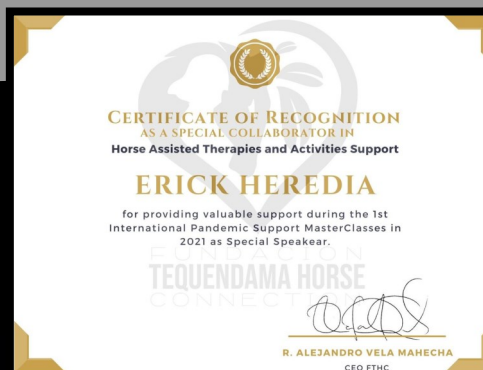 CERTIFICATE OF RECOGNITION
AS A SPECIAL COLLABORATOR IN
Horse Assisted Therapies and Activities Support
ERICK HEREDIA
for providing valuable support during the 1st
International Pandemic Support MasterClasses in
2021 as Special Speakear.
FUNDACIÓN
TEQUENDAMA HORSE
CONNECTION
R. ALEJANDRO VELA MAHECHA
CEO FTHC